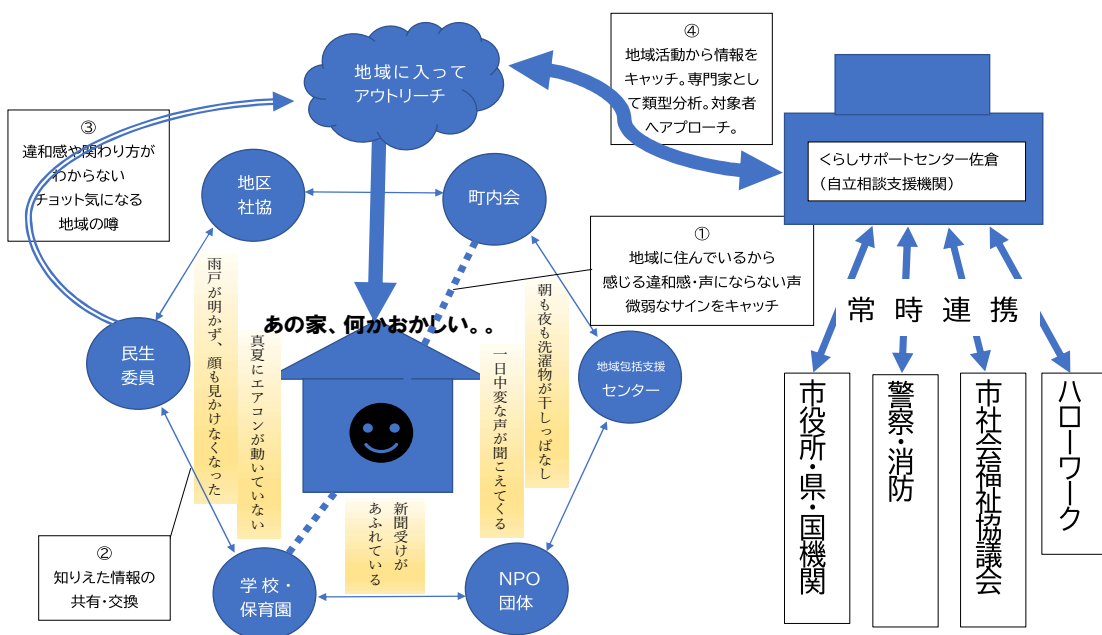 地域に入って
アウトリーチ
④
地域活動から情報を
キャッチ。専門家とし
て類型分析。対象者
へアプローチ。
くらしサポートセンター佐倉
（自立相談支援機関）
③
違和感や関わり方が
わからない
チョット気になる
地域の噂
地区
社協
町内会
①
地域に住んでいるから
感じる違和感・声にならない声
微弱なサインをキャッチ
常時連携
あの家、何かおかしい。。
雨戸が明かず、顔も見かけなくなった
真夏にエアコンが動いていない
朝も夜も洗濯物が干しっぱなし
一日中変な声が聞こえてくる
新聞受けが
あふれている
民生
委員
地域包括支援
センター
②
知りえた情報の
共有・交換
学校・
保育園
NPO
団体
市役所・県・国機関
警察・消防
市社会福祉協議会
ハローワーク